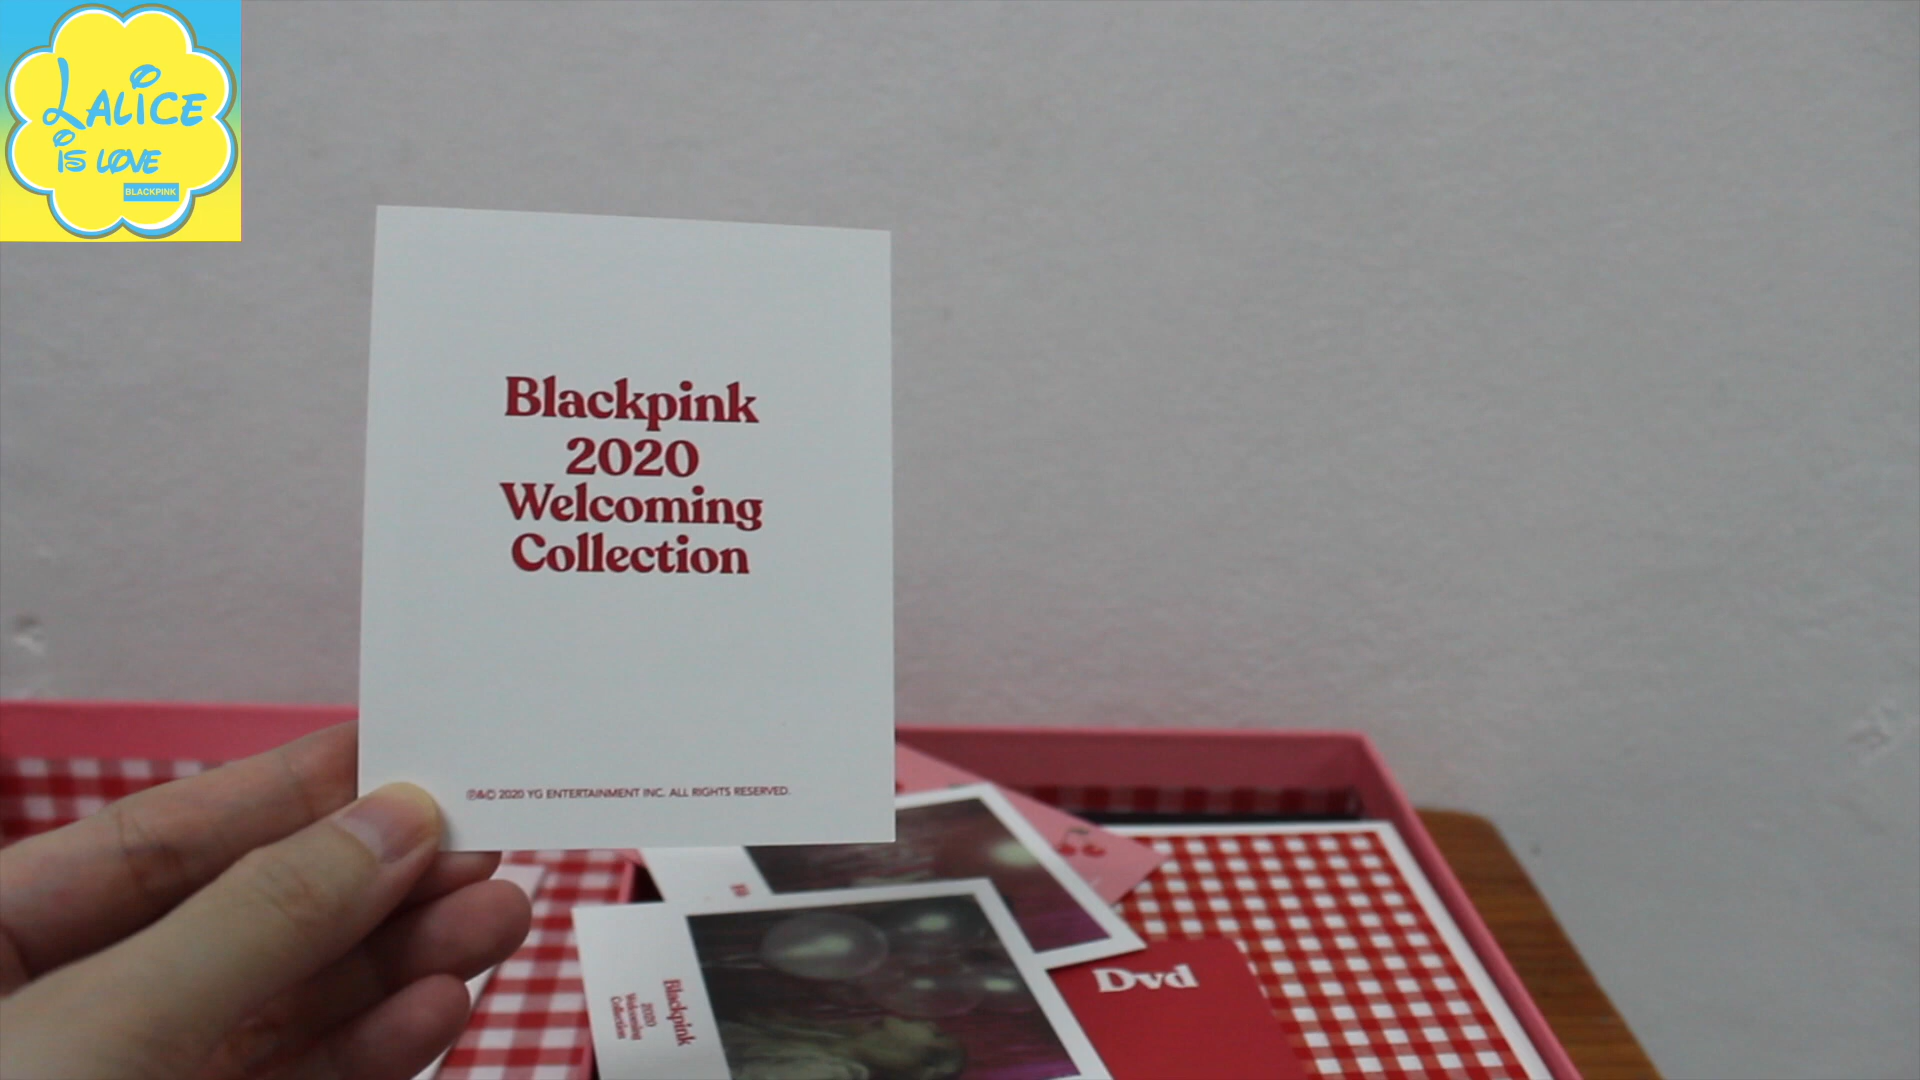 LALICE
is LOVE
BLACKPINK
Blackpink
2020
Welcoming
Collection
℗&© 2020 YG ENTERTAINMENT INC. ALL RIGHTS RESERVED.
Dvd
Blackpink
2020
Welcoming
Collection